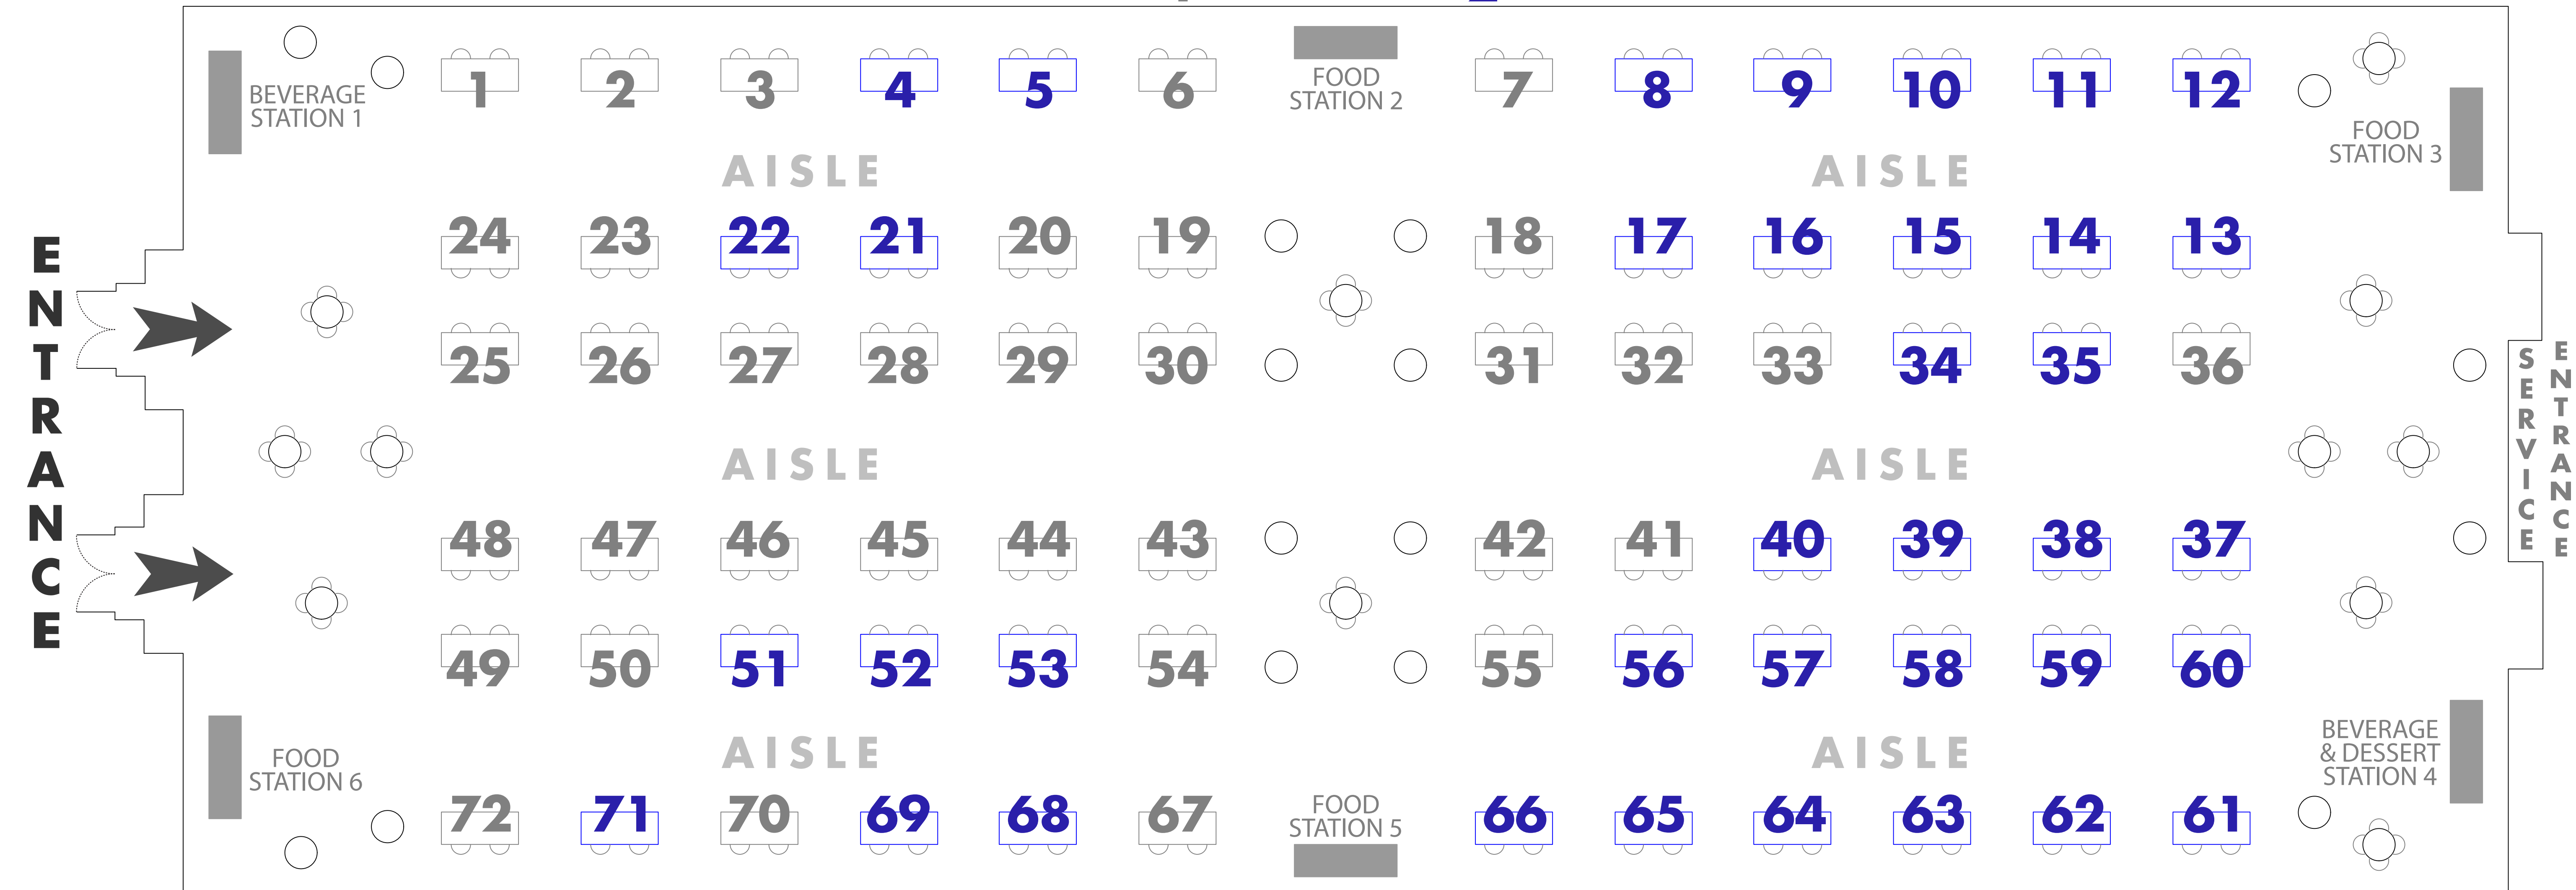 BEVERAGE
STATION 1
1 2 3 4 5 6
FOOD
STATION 2
7 8 9 10 11 12
FOOD
STATION 3
AISLE AISLE
24 23 22 21 20 19 18 17 16 15 14 13
ENTRANCE
25 26 27 28 29 30 31 32 33 34 35 36
SERVICE
ENTRANCE
AISLE AISLE
48 47 46 45 44 43 42 41 40 39 38 37
49 50 51 52 53 54 55 56 57 58 59 60
AISLE AISLE
FOOD
STATION 6
72 71 70 69 68 67
FOOD
STATION 5
66 65 64 63 62 61
BEVERAGE
& DESSERT
STATION 4